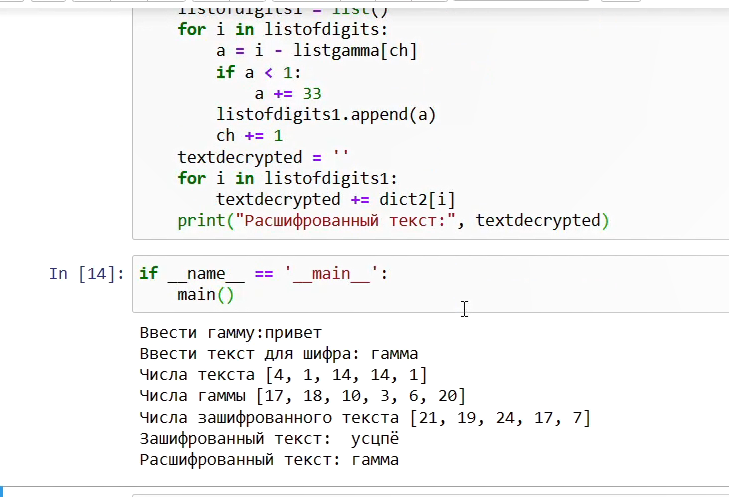 listofdigits1 = list()
for i in listofdigits:
a = i - listgamma[ch]
if a < 1:
a += 33
listofdigits1.append(a)
ch += 1
textdecrypted = ''
for i in listofdigits1:
textdecrypted += dict2[i]
print("Расшифрованный текст:", textdecrypted)
In [14]: if __name__ == '__main__':
main()
Ввести гамму:привет
Ввести текст для шифра: гамма
Числа текста [4, 1, 14, 14, 1]
Числа гаммы [17, 18, 10, 3, 6, 20]
Числа зашифрованного текста [21, 19, 24, 17, 7]
Зашифрованный текст:  усцпё
Расшифрованный текст: гамма